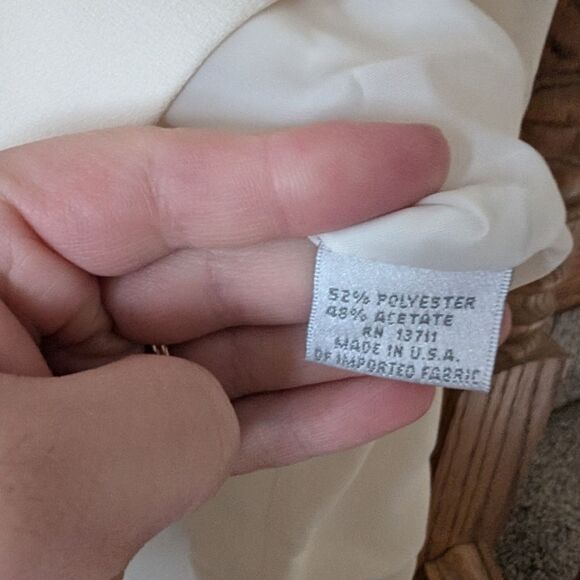 52% POLYESTER
48% ACETATE
RN 13711
MADE IN U.S.A.
OF IMPORTED FABRIC